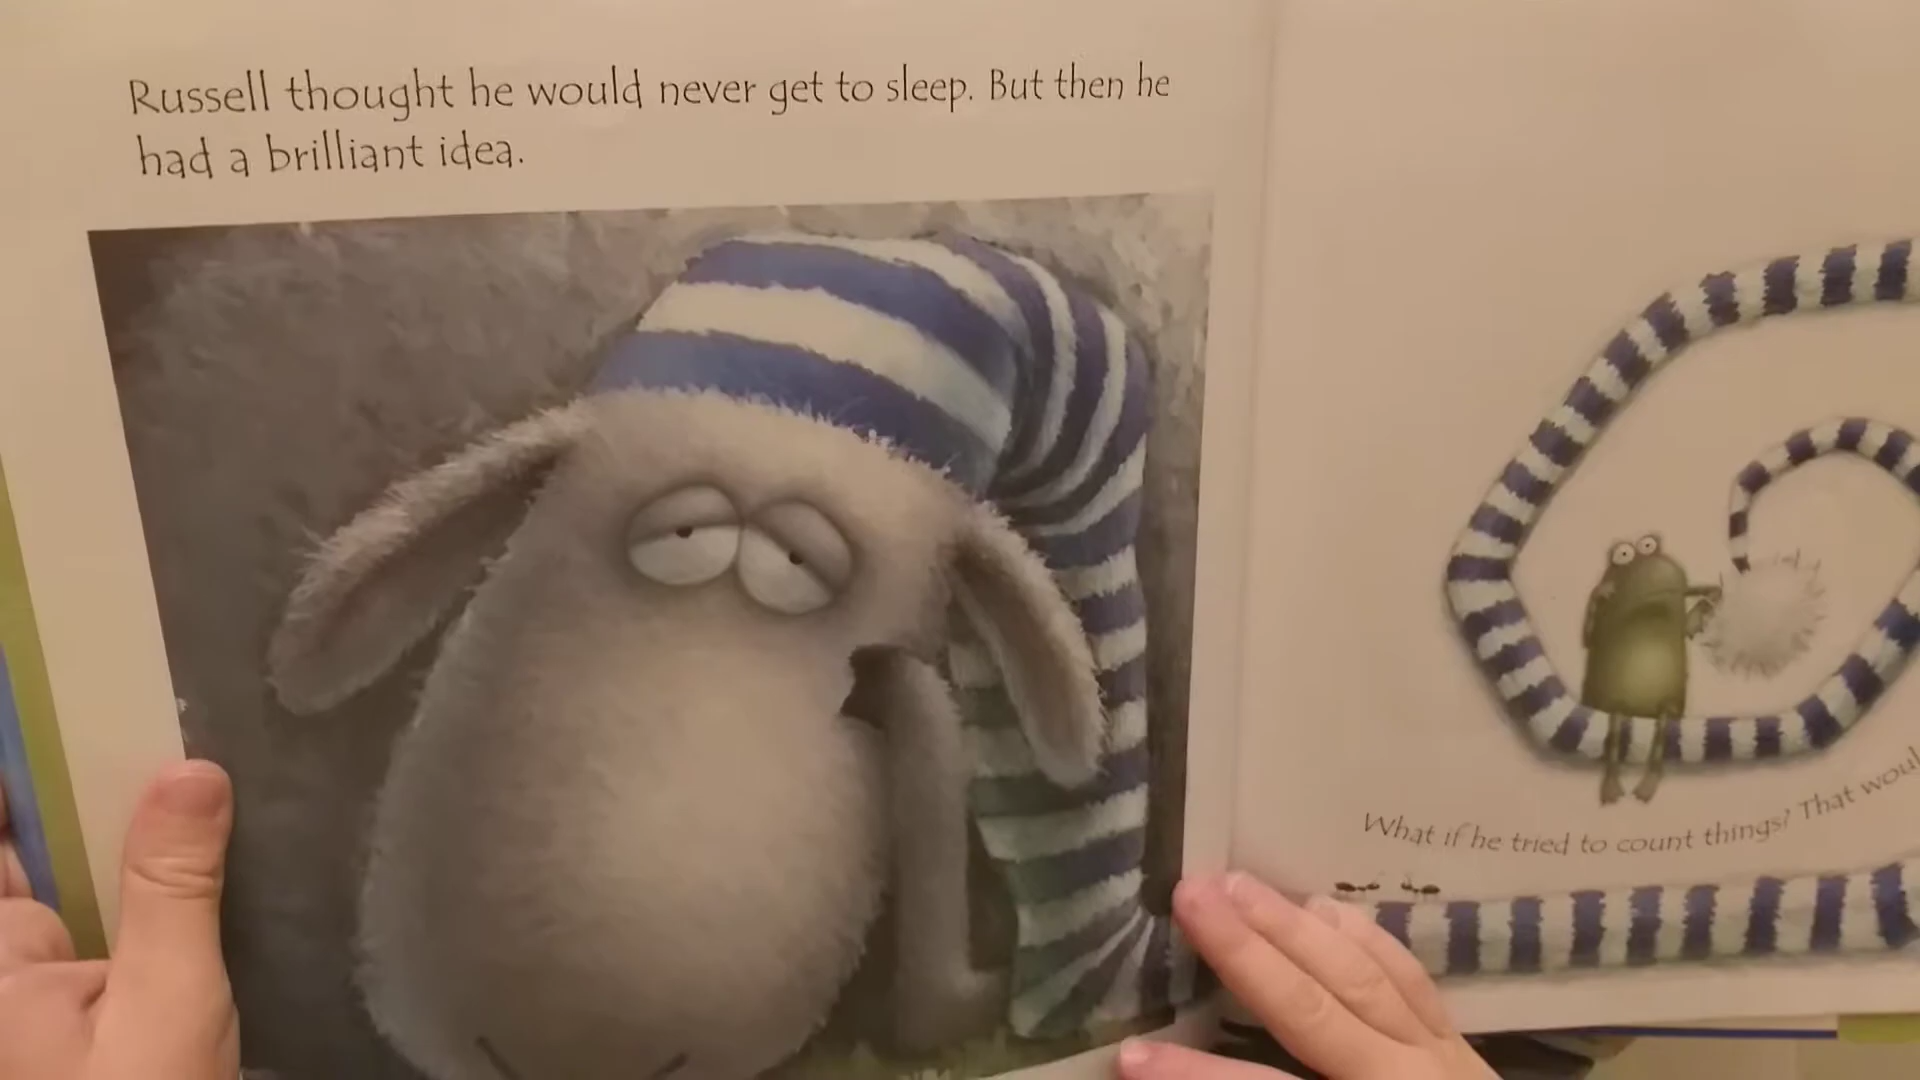 Russell thought he would never get to sleep. But then he
had a brilliant idea.
What if he tried to count things? That